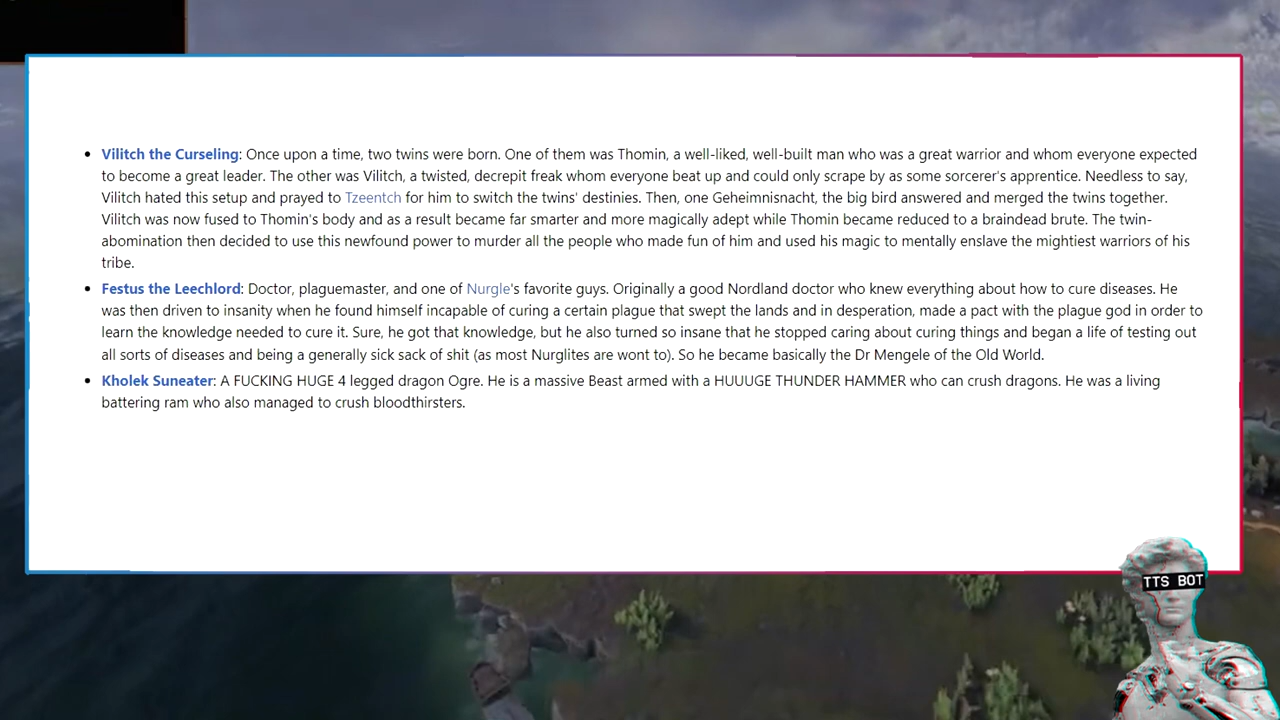 Vilitch the Curseling: Once upon a time, two twins were born. One of them was Thomin, a well-liked, well-built man who was a great warrior and whom everyone expected
to become a great leader. The other was Vilitch, a twisted, decrepit freak whom everyone beat up and could only scrape by as some sorcerer's apprentice. Needless to say,
Vilitch hated this setup and prayed to Tzeentch for him to switch the twins' destinies. Then, one Geheimnisnacht, the big bird answered and merged the twins together.
Vilitch was now fused to Thomin's body and as a result became far smarter and more magically adept while Thomin became reduced to a braindead brute. The twin-
abomination then decided to use this newfound power to murder all the people who made fun of him and used his magic to mentally enslave the mightiest warriors of his
tribe.
Festus the Leechlord: Doctor, plaguemaster, and one of Nurgle's favorite guys. Originally a good Nordland doctor who knew everything about how to cure diseases. He
was then driven to insanity when he found himself incapable of curing a certain plague that swept the lands and in desperation, made a pact with the plague god in order to
learn the knowledge needed to cure it. Sure, he got that knowledge, but he also turned so insane that he stopped caring about curing things and began a life of testing out
all sorts of diseases and being a generally sick sack of shit (as most Nurglites are wont to). So he became basically the Dr Mengele of the Old World.
Kholek Suneater: A FUCKING HUGE 4 legged dragon Ogre. He is a massive Beast armed with a HUUUGE THUNDER HAMMER who can crush dragons. He was a living
battering ram who also managed to crush bloodthirsters.
TTS BOT